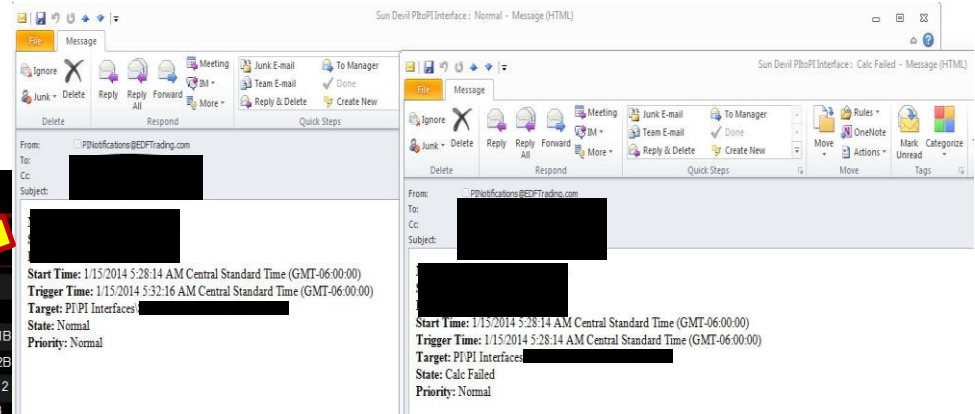 Sun Devil PItoPI Interface : Normal - Message (HTML)
File Message
Ignore
Junk
Delete
Reply
Reply All
Forward
Meeting
IM
More
Junk E-mail
Team E-mail
Reply & Delete
To Manager
Done
Create New
Delete Respond Quick Steps
From: PINotifications@EDFTrading.com
To:
Cc:
Subject:
Start Time: 1/15/2014 5:28:14 AM Central Standard Time (GMT-06:00:00)
Trigger Time: 1/15/2014 5:32:16 AM Central Standard Time (GMT-06:00:00)
Target: PI\PI Interfaces\
State: Normal
Priority: Normal
Sun Devil PItoPI Interface : Calc Failed - Message (HTML)
File Message
Ignore
Junk
Delete
Reply
Reply All
Forward
Meeting
IM
More
Junk E-mail
Team E-mail
Reply & Delete
To Manager
Done
Create New
Move
Rules
OneNote
Actions
Mark Unread
Categorize
Delete Respond Quick Steps Move Tags
From: PINotifications@EDFTrading.com
To:
Cc:
Subject:
Start Time: 1/15/2014 5:28:14 AM Central Standard Time (GMT-06:00:00)
Trigger Time: 1/15/2014 5:28:14 AM Central Standard Time (GMT-06:00:00)
Target: PI\PI Interfaces
State: Calc Failed
Priority: Normal